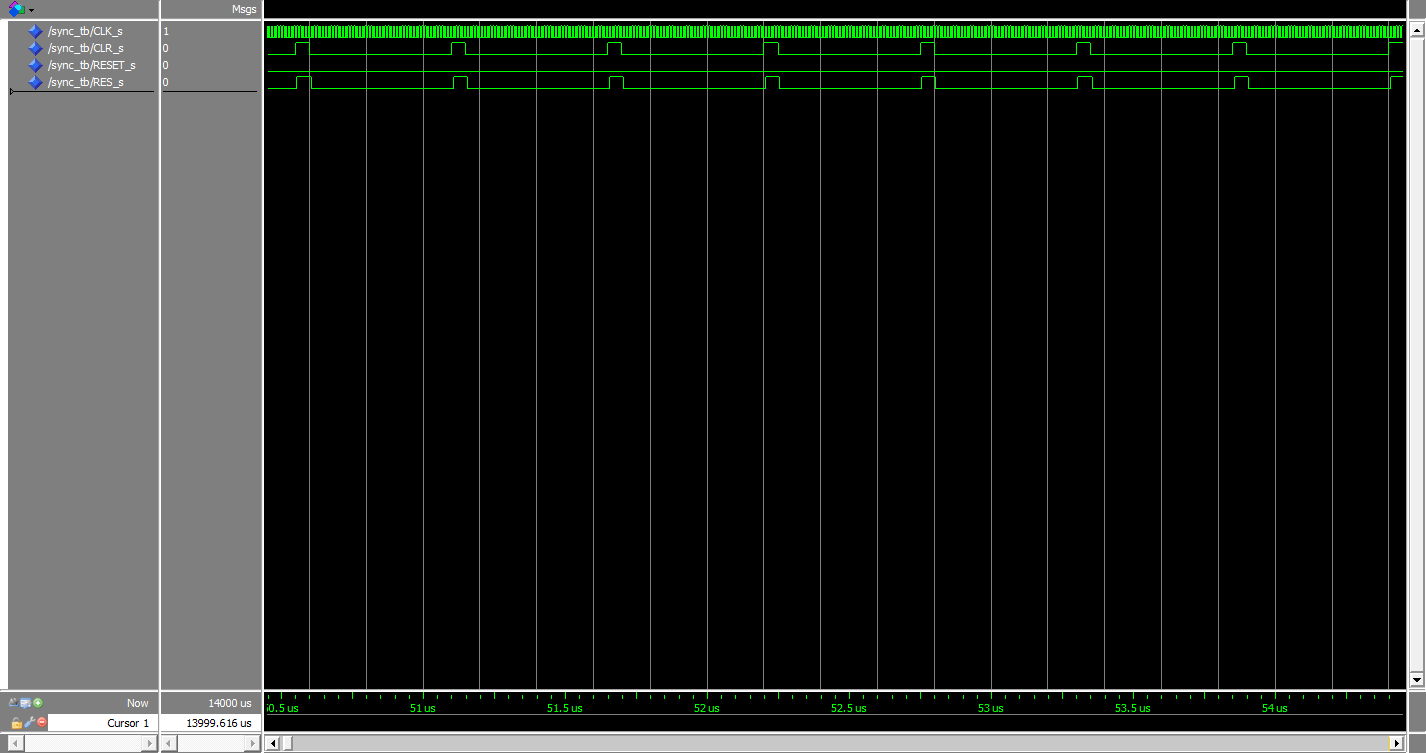 Msgs
/sync_tb/CLK_s 1
/sync_tb/CLR_s 0
/sync_tb/RESET_s 0
/sync_tb/RES_s 0
Now 14000 us
Cursor 1 13999.616 us
50.5 us 51 us 51.5 us 52 us 52.5 us 53 us 53.5 us 54 us